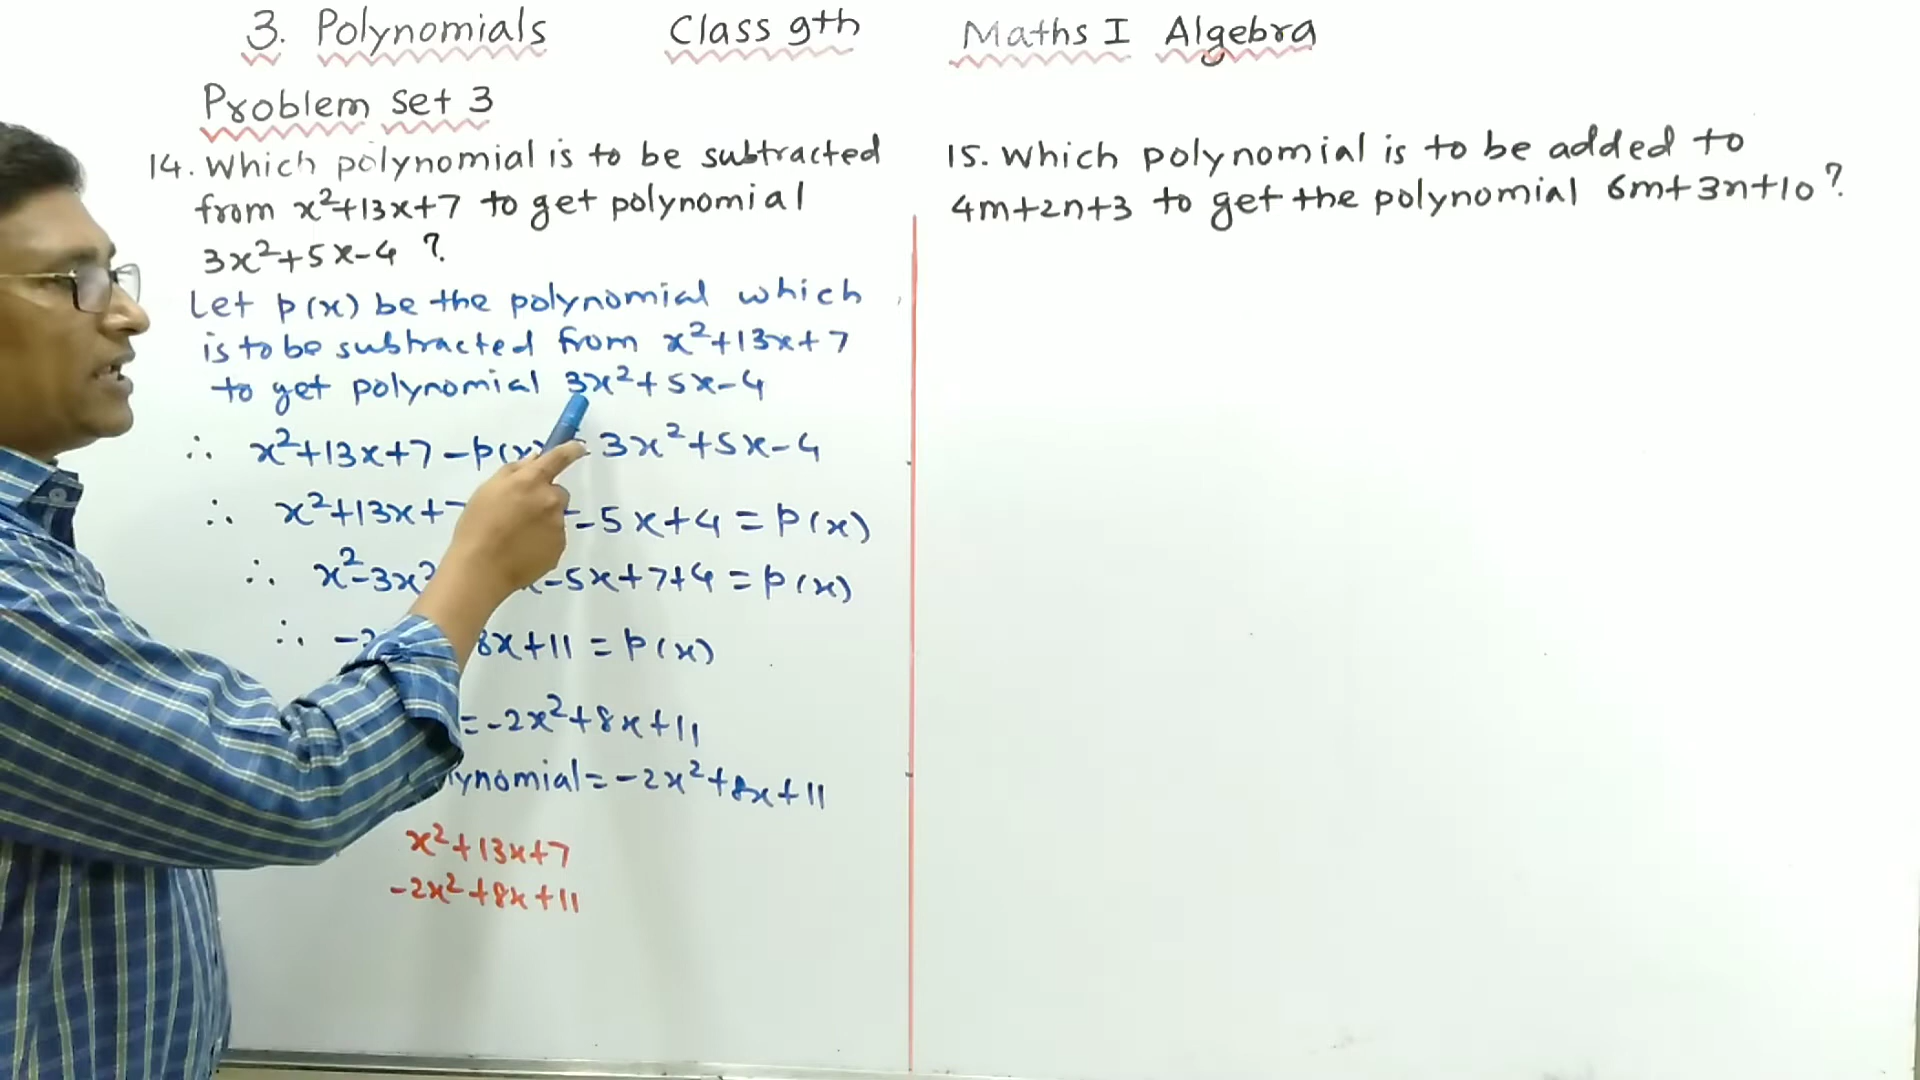 3. Polynomials Class 9th Maths I Algebra
Problem set 3
14. Which polynomial is to be subtracted
from x²+13x+7 to get polynomial
3x²+5x-4 ?
Let p(x) be the polynomial which
is to be subtracted from x²+13x+7
to get polynomial 3x²+5x-4
∴ x²+13x+7-p(x) = 3x²+5x-4
∴ x²+13x+7 -5x+4 = p(x)
∴ x²-3x² -5x+7+4 = p(x)
∴ 8x+11 = p(x)
=-2x²+8x+11
=-2x²+8x+11
x²+13x+7
-2x²+8x+11
15. Which polynomial is to be added to
4m+2n+3 to get the polynomial 6m+3n+10 ?